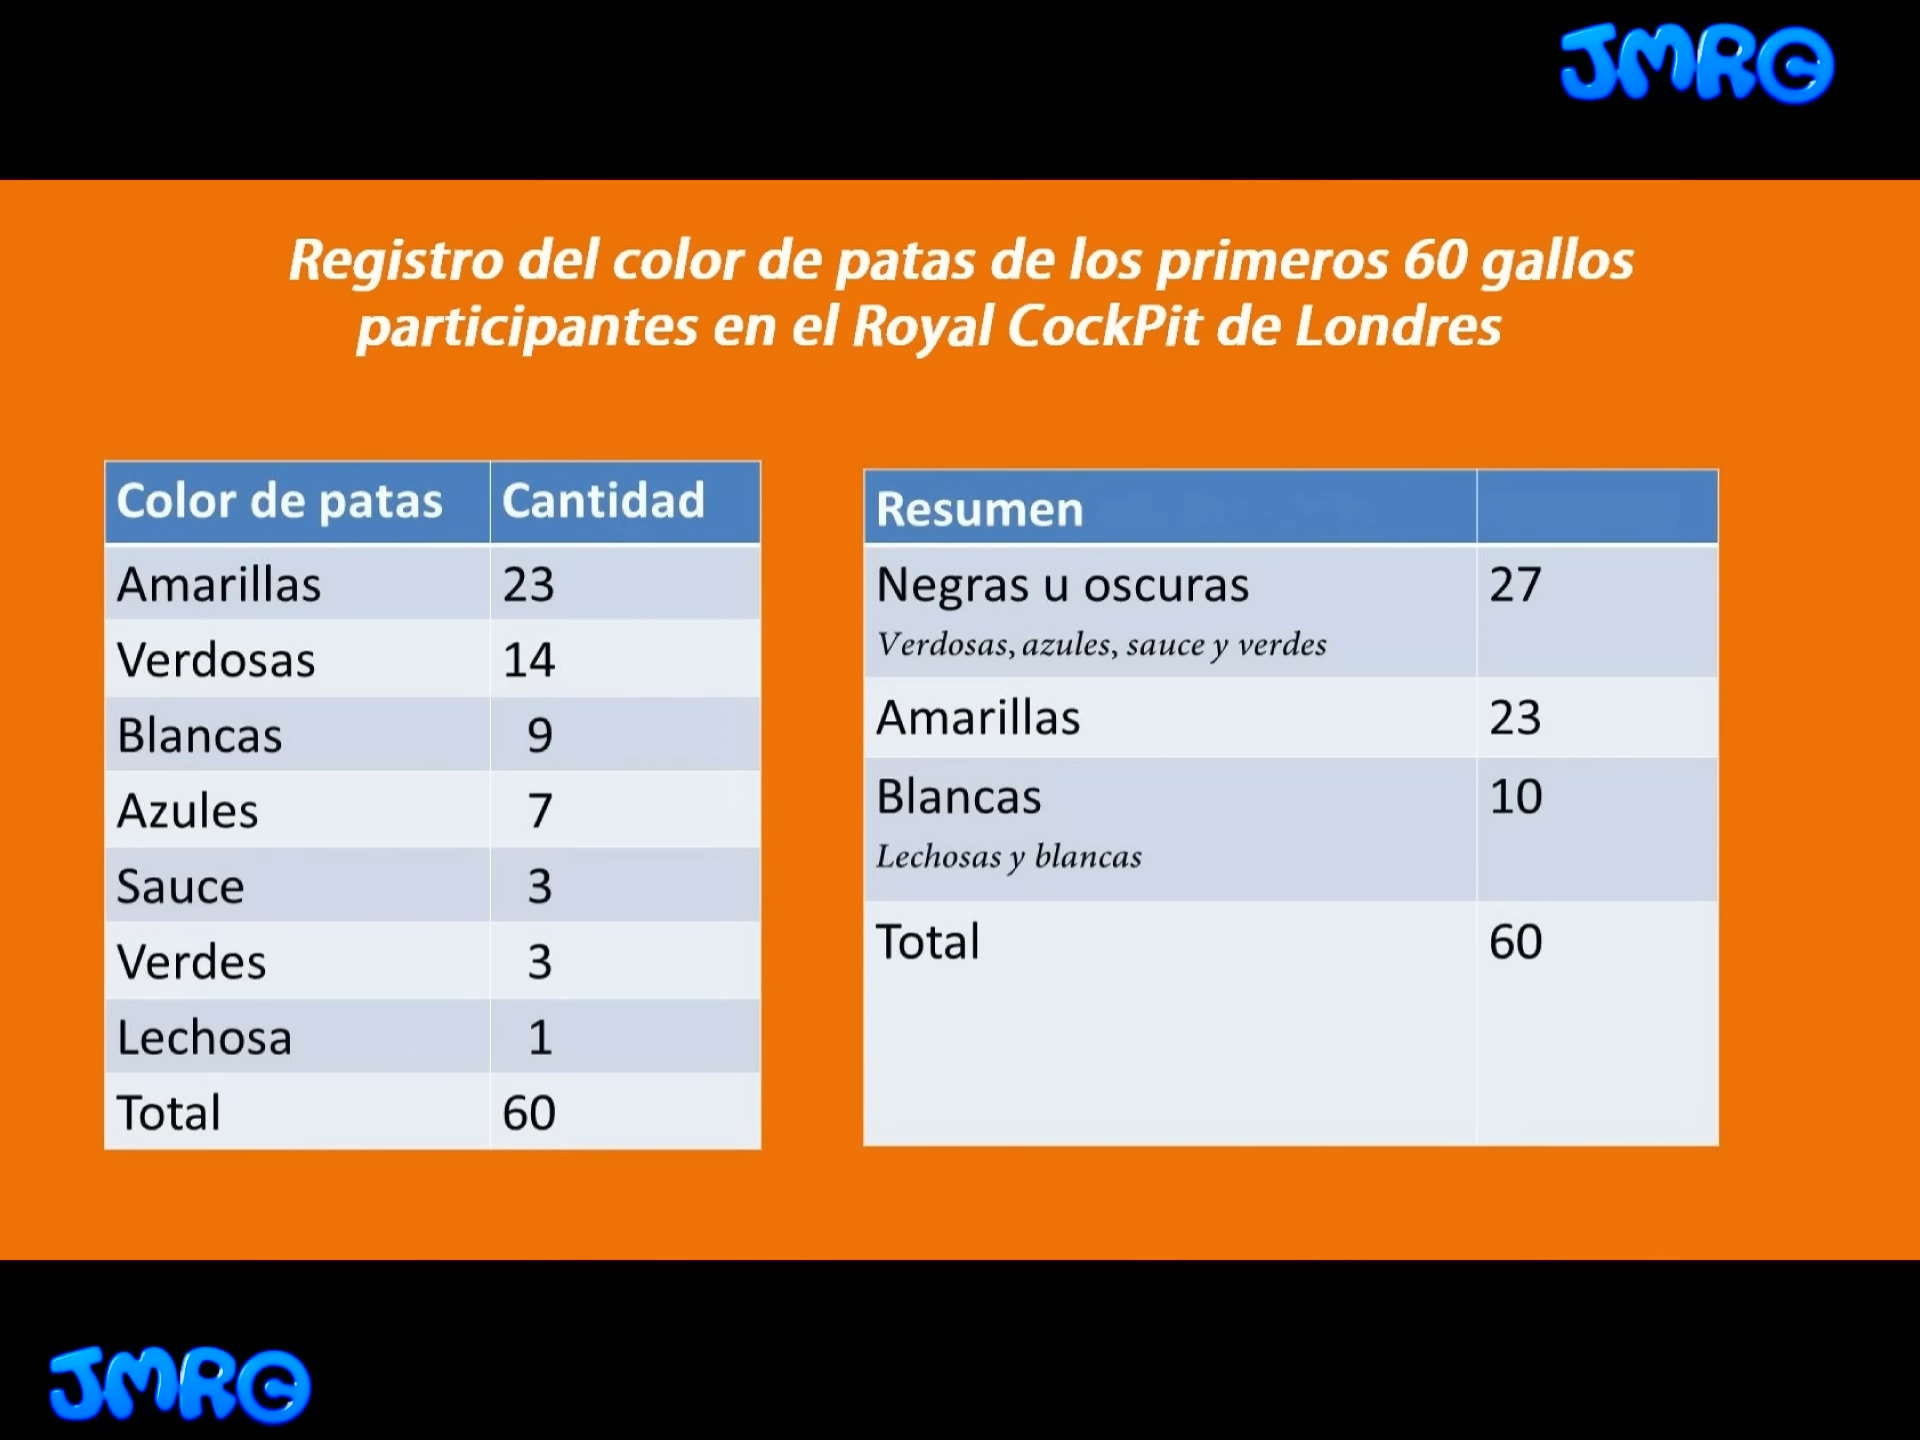 JMRC
Registro del color de patas de los primeros 60 gallos
participantes en el Royal CockPit de Londres
Color de patas Cantidad
Amarillas 23
Verdosas 14
Blancas 9
Azules 7
Sauce 3
Verdes 3
Lechosa 1
Total 60
Resumen
Negras u oscuras 27
Verdosas, azules, sauce y verdes
Amarillas 23
Blancas 10
Lechosas y blancas
Total 60
JMRC